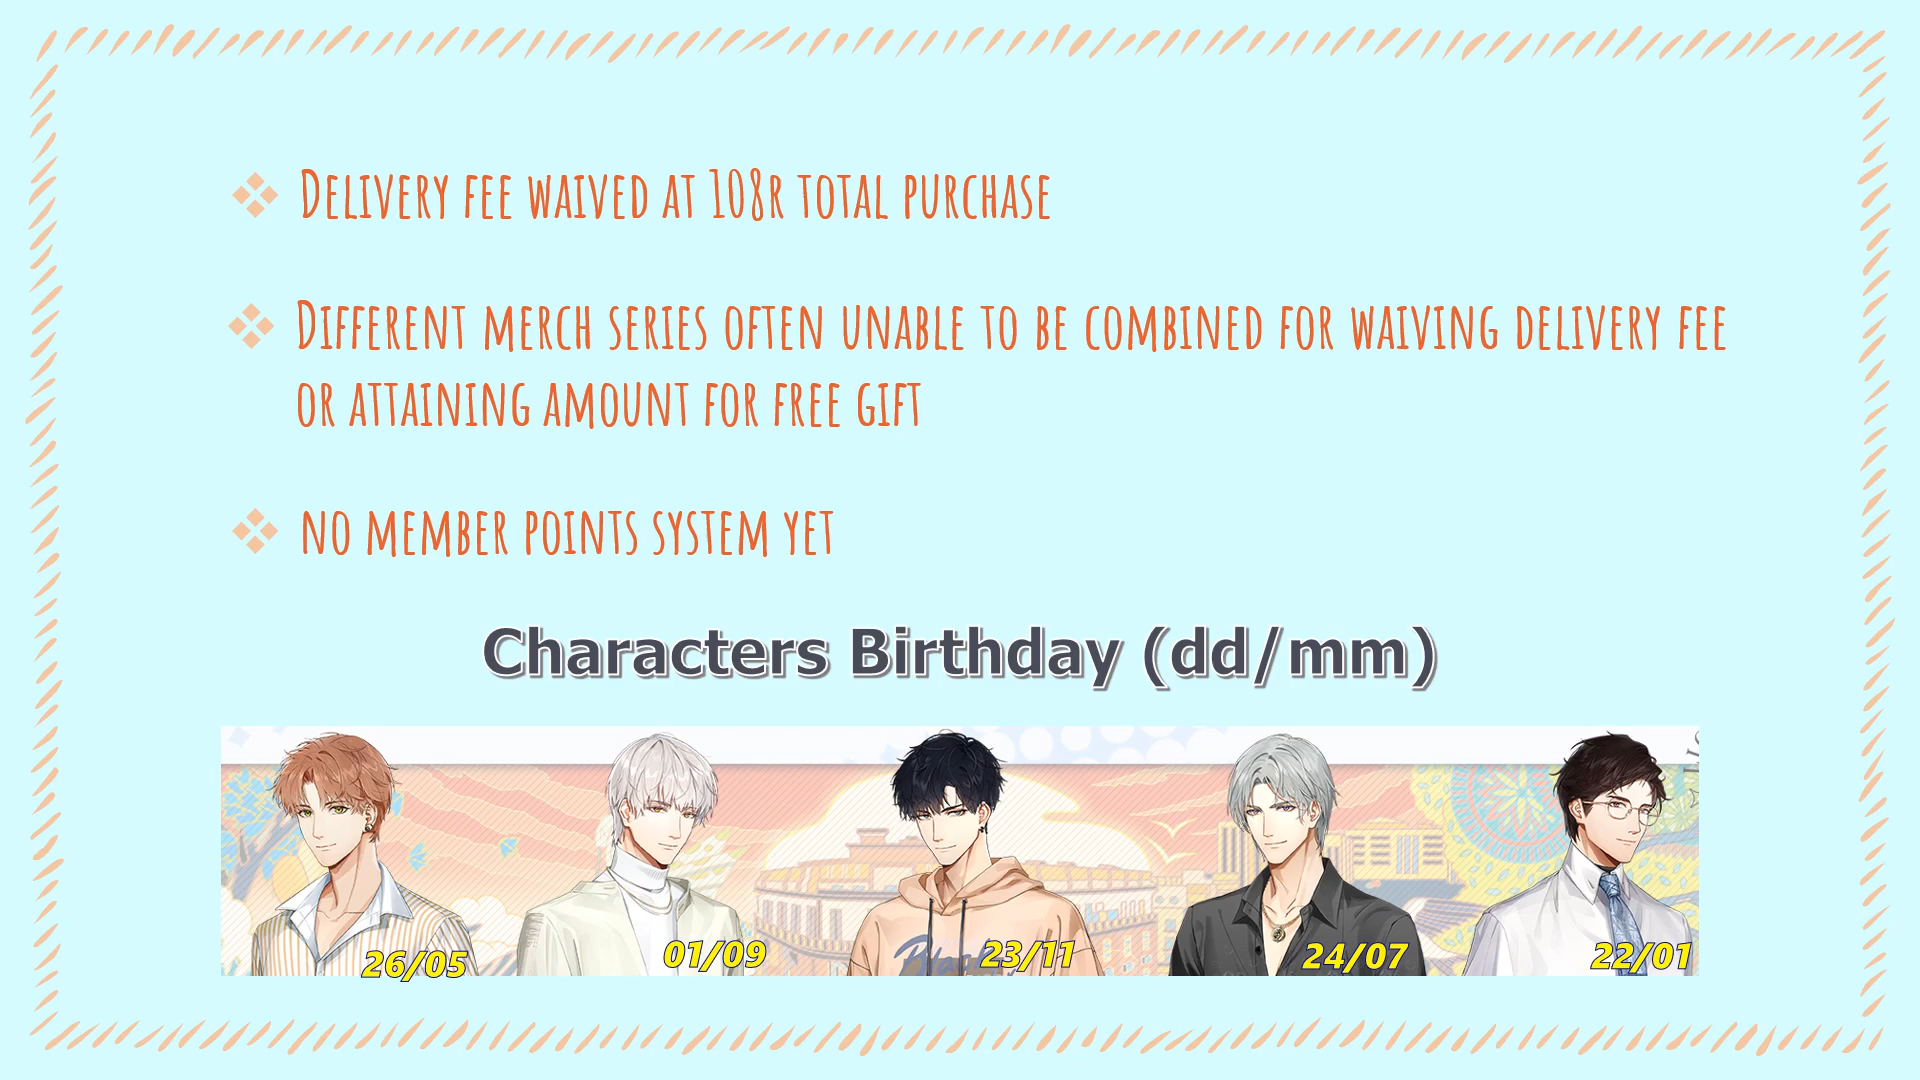 Delivery fee waived at 108r total purchase
Different merch series often unable to be combined for waiving delivery fee
or attaining amount for free gift
no member points system yet
Characters Birthday (dd/mm)
26/05
01/09
23/11
24/07
22/01